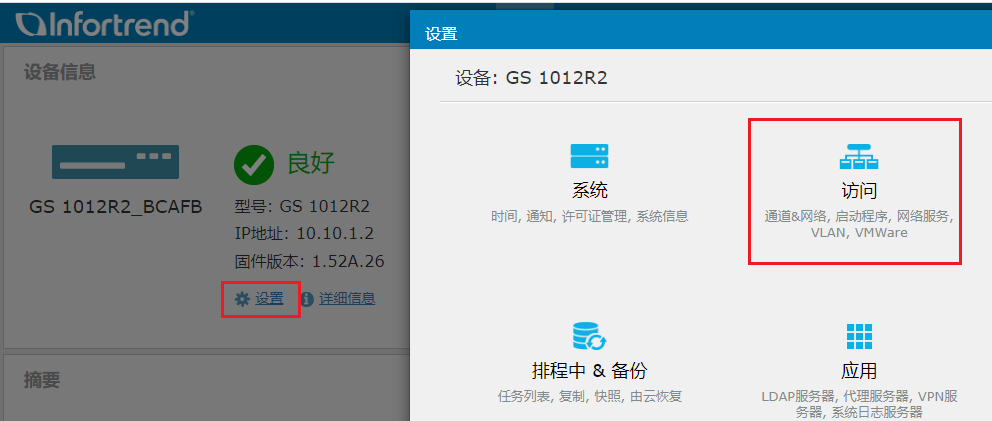 Infortrend
设备信息
GS 1012R2_BCAFB
良好
型号: GS 1012R2
IP地址: 10.10.1.2
固件版本: 1.52A.26
设置
详细信息
摘要
设置
设备: GS 1012R2
系统
时间, 通知, 许可证管理, 系统信息
访问
通道&网络, 启动程序, 网络服务,
VLAN, VMWare
排程中 & 备份
任务列表, 复制, 快照, 由云恢复
应用
LDAP服务器, 代理服务器, VPN服
务器, 系统日志服务器